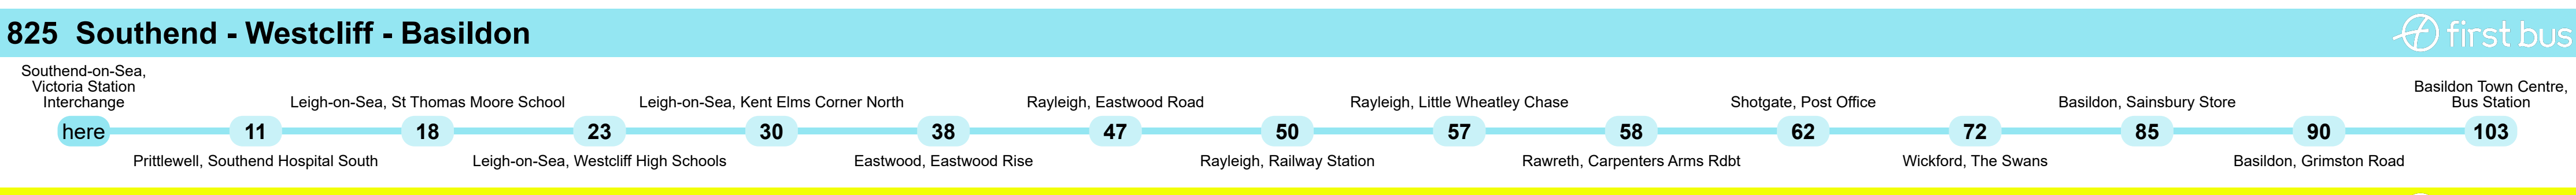 825 Southend - Westcliff - Basildon
first bus
Southend-on-Sea,
Victoria Station
Interchange
here
Prittlewell, Southend Hospital South
11
Leigh-on-Sea, St Thomas Moore School
18
Leigh-on-Sea, Westcliff High Schools
23
Leigh-on-Sea, Kent Elms Corner North
30
Eastwood, Eastwood Rise
38
Rayleigh, Eastwood Road
47
Rayleigh, Railway Station
50
Rayleigh, Little Wheatley Chase
57
Rawreth, Carpenters Arms Rdbt
58
Shotgate, Post Office
62
Wickford, The Swans
72
Basildon, Sainsbury Store
85
Basildon, Grimston Road
90
Basildon Town Centre,
Bus Station
103